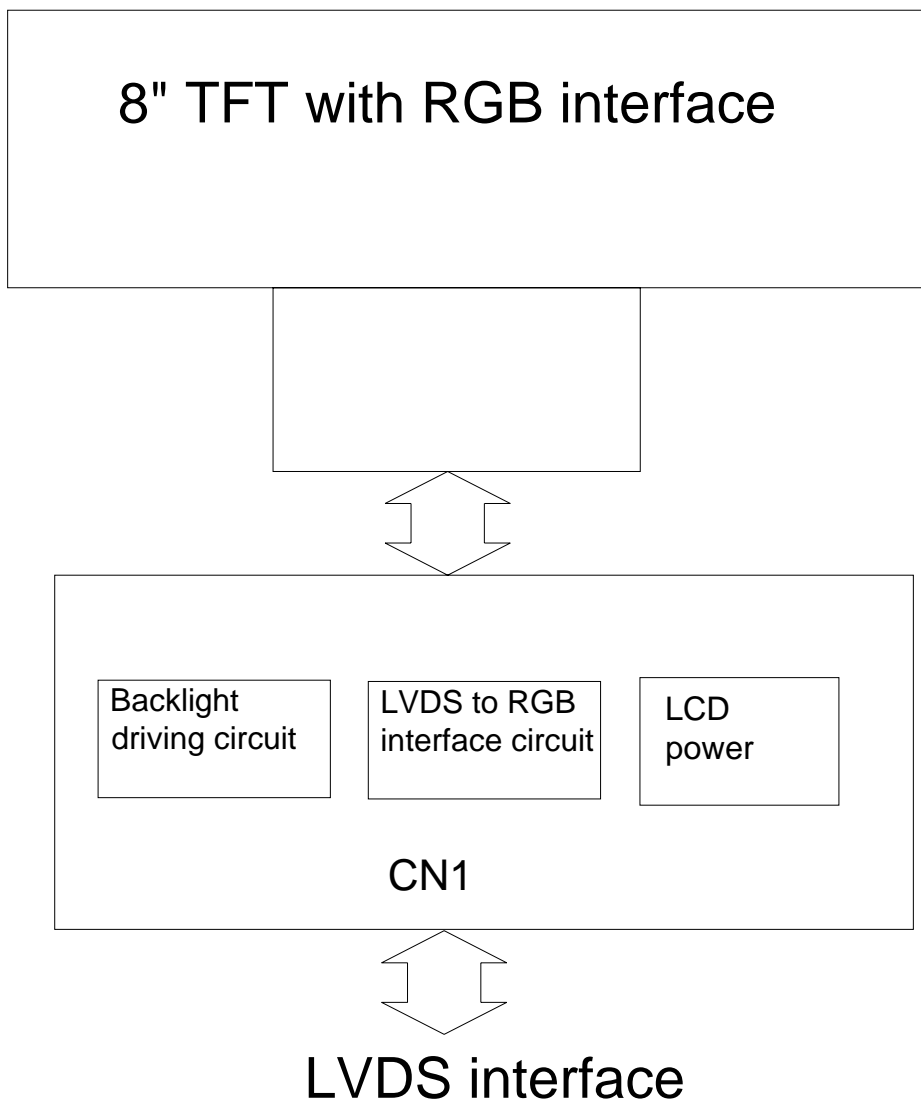 8" TFT with RGB interface
Backlight
driving circuit
LVDS to RGB
interface circuit
LCD
power
CN1
LVDS interface